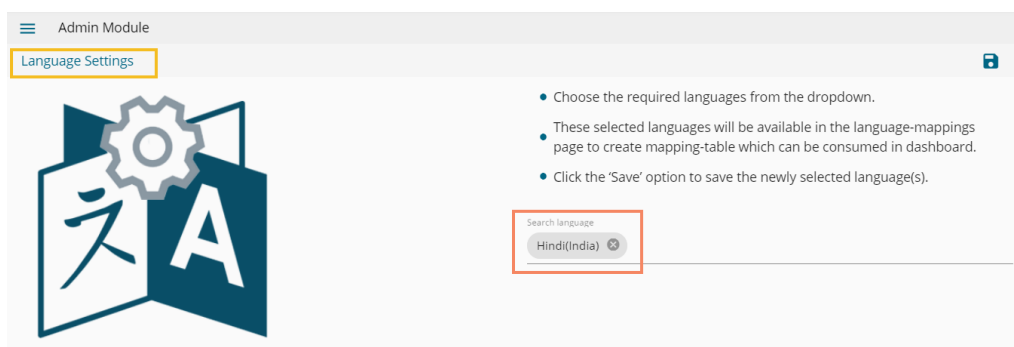 Admin Module
Language Settings
Choose the required languages from the dropdown.
These selected languages will be available in the language-mappings
page to create mapping-table which can be consumed in dashboard.
Click the ‘Save’ option to save the newly selected language(s).
Search language
Hindi(India)
A